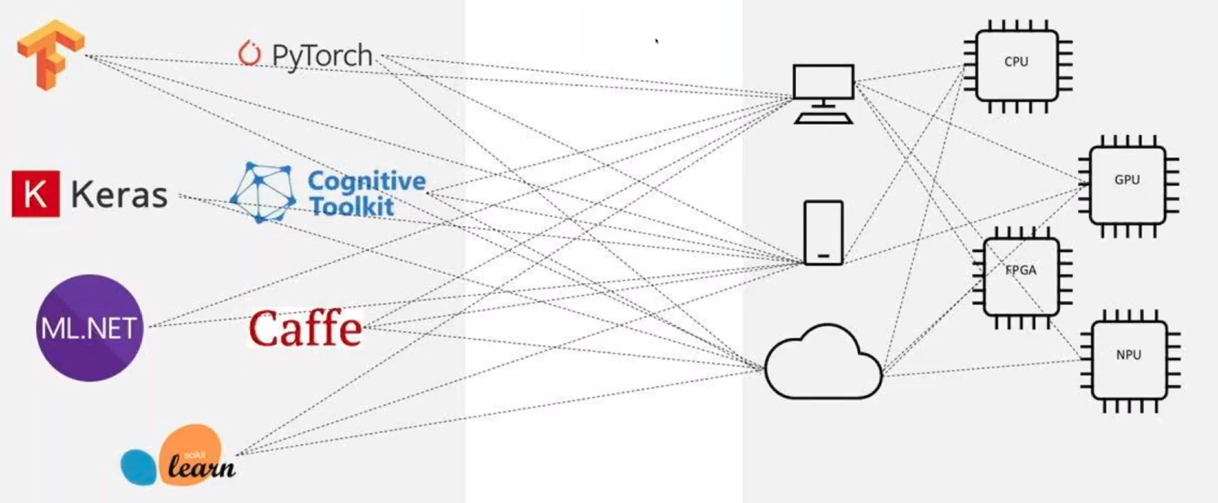 PyTorch
CPU
K Keras
Cognitive
Toolkit
GPU
FPGA
ML.NET
Caffe
NPU
scikit
learn